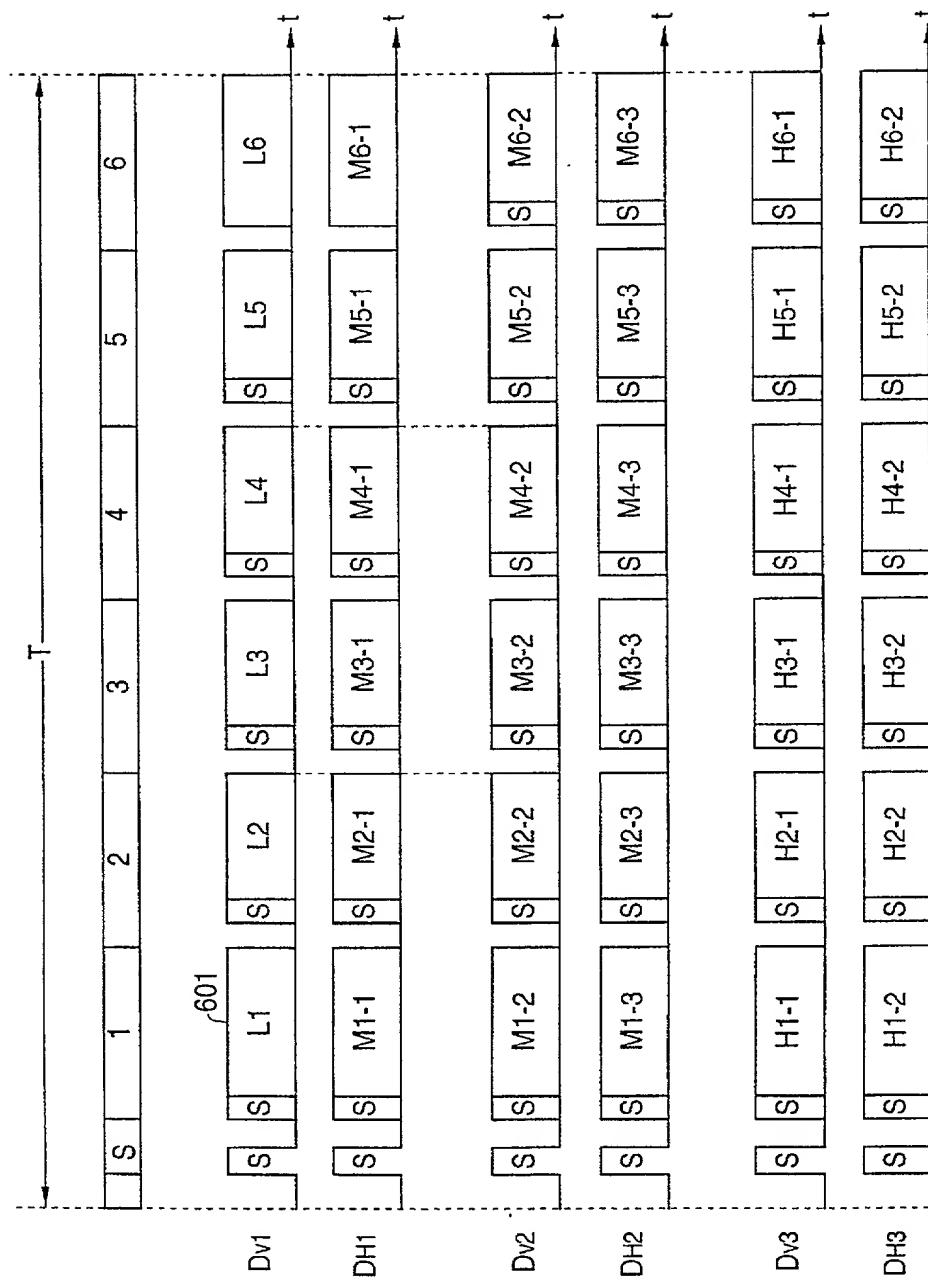 T
S 1 2 3 4 5 6
601
Dv1 S S L1 S L2 S L3 S L4 S L5 L6 t
DH1 S S M1-1 S M2-1 S M3-1 S M4-1 S M5-1 M6-1 t
Dv2 S S M1-2 S M2-2 S M3-2 S M4-2 S M5-2 S M6-2 t
DH2 S S M1-3 S M2-3 S M3-3 S M4-3 S M5-3 S M6-3 t
Dv3 S S H1-1 S H2-1 S H3-1 S H4-1 S H5-1 S H6-1 t
DH3 S S H1-2 S H2-2 S H3-2 S H4-2 S H5-2 S H6-2 t